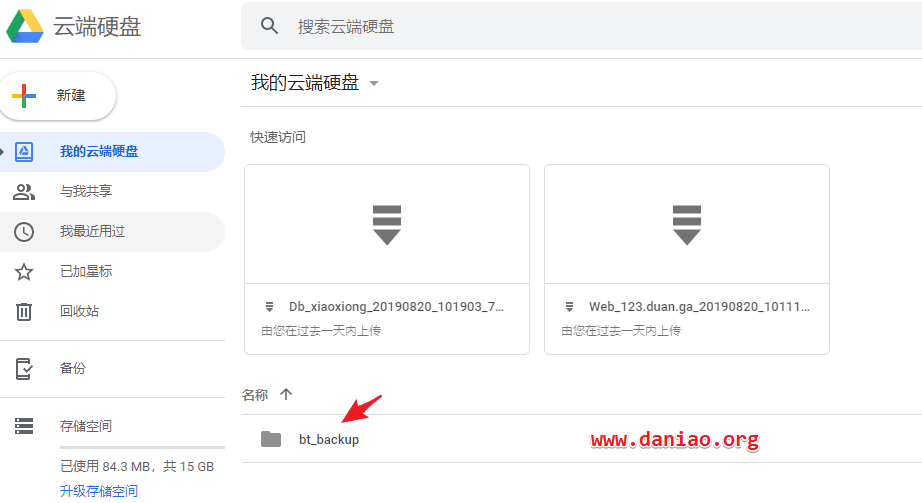 云端硬盘
搜索云端硬盘
我的云端硬盘
新建
快速访问
我的云端硬盘
与我共享
我最近用过
已加星标
回收站
Db_xiaoxiong_20190820_101903_7...
由您在过去一天内上传
Web_123.duan.ga_20190820_10111...
由您在过去一天内上传
备份
名称
存储空间
bt_backup
www.daniao.org
已使用 84.3 MB，共 15 GB
升级存储空间